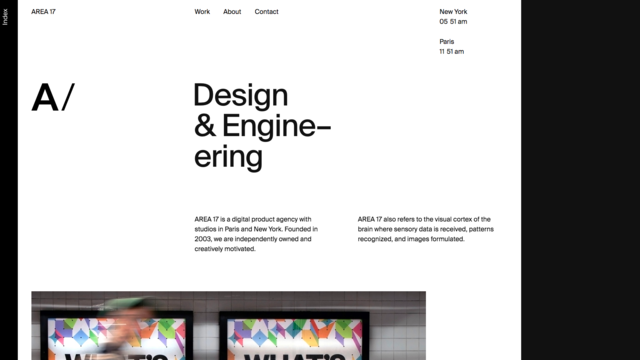 Index
AREA 17
Work
About
Contact
New York
05 51 am
Paris
11 51 am
A/
Design
& Engine–
ering
AREA 17 is a digital product agency with
studios in Paris and New York. Founded in
2003, we are independently owned and
creatively motivated.
AREA 17 also refers to the visual cortex of the
brain where sensory data is received, patterns
recognized, and images formulated.
WHAT'S
WHAT'S